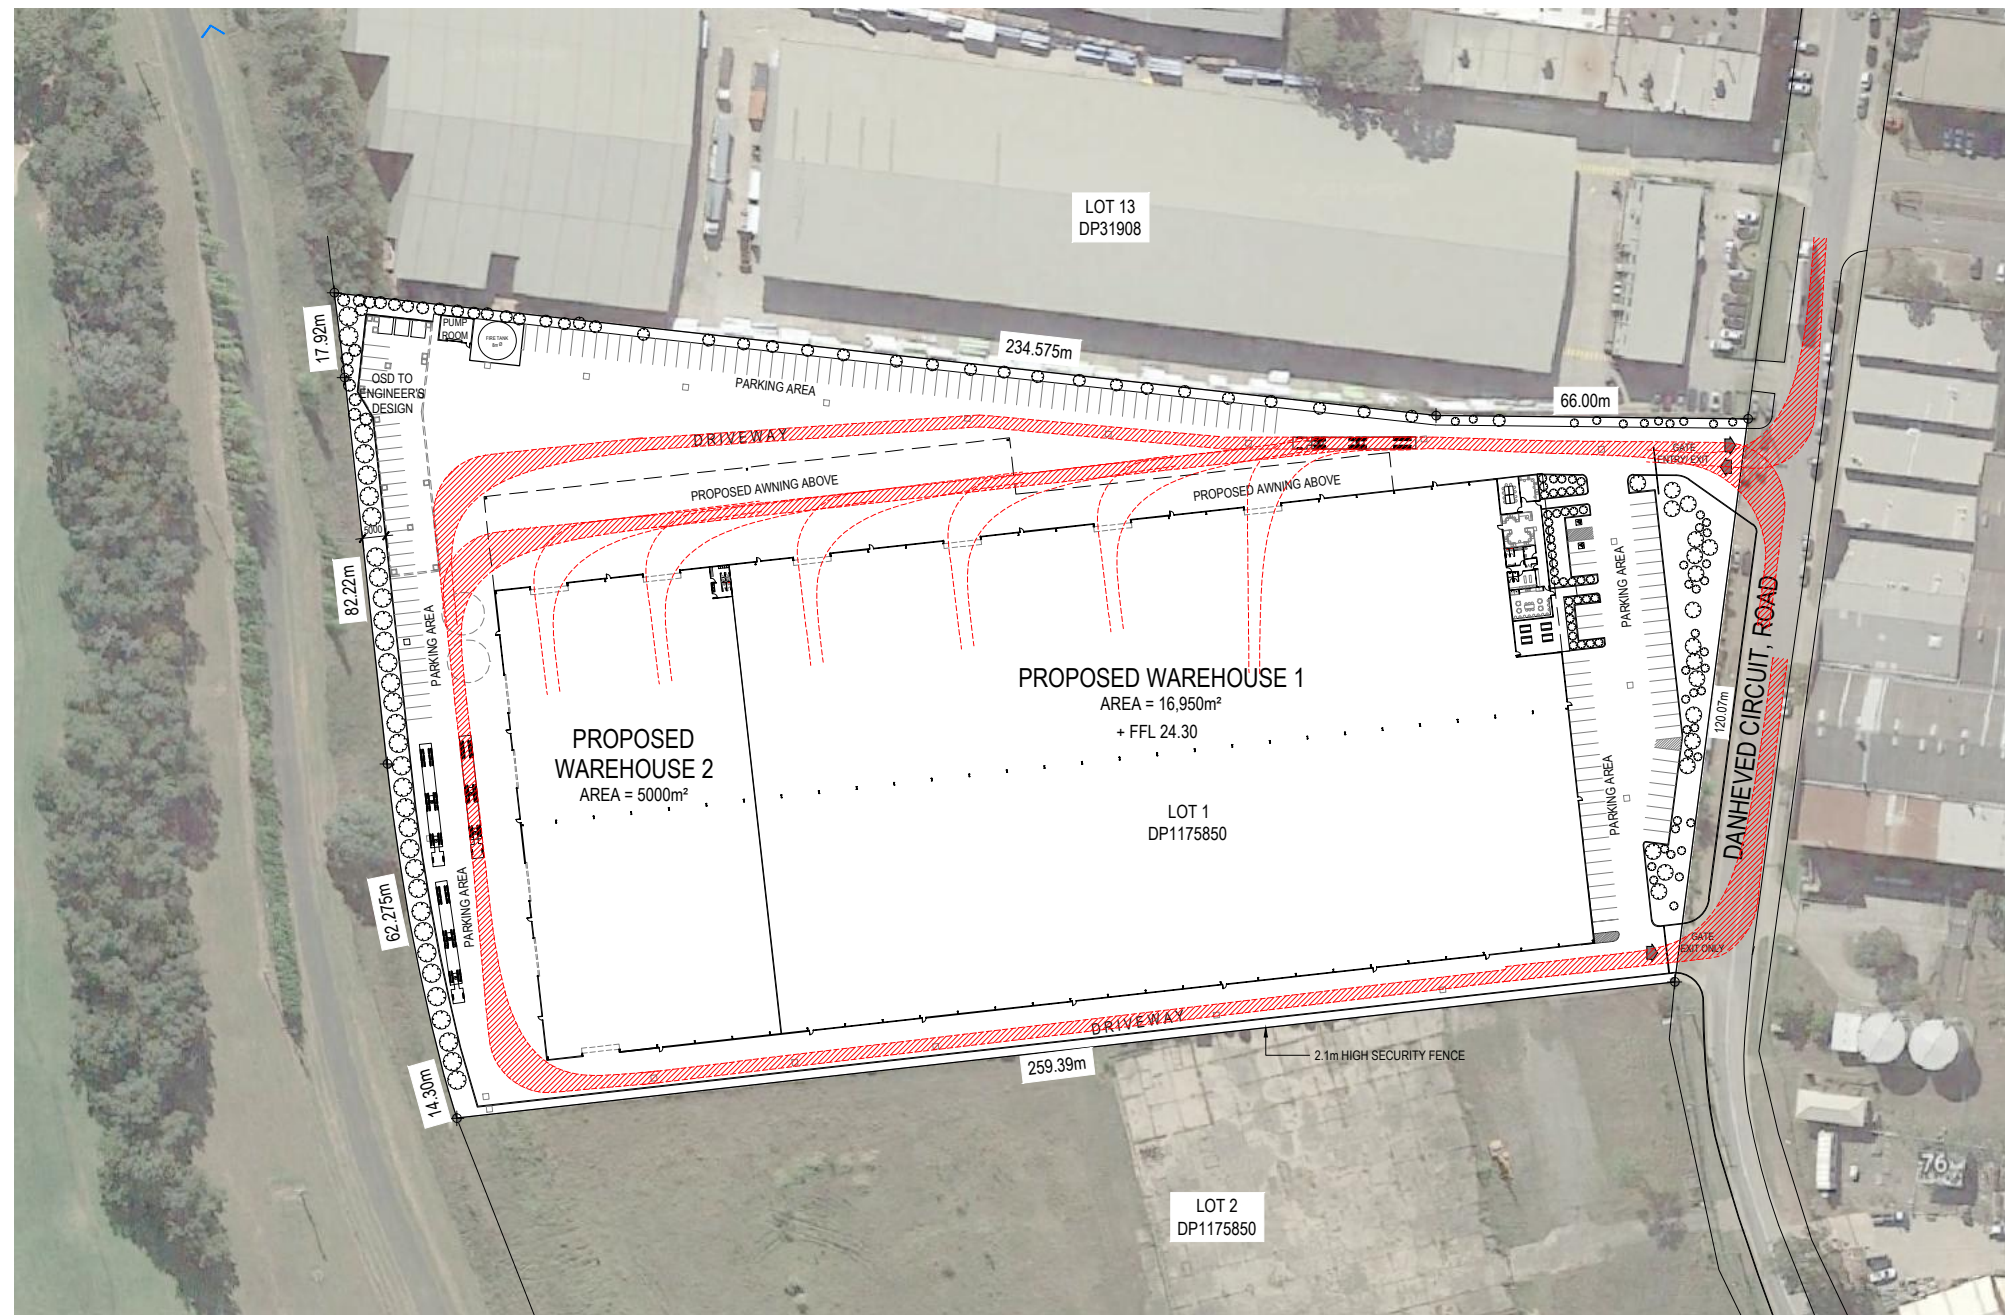 LOT 13
DP31908
17.92m
PUMP
ROOM
FIRE TANK
234.575m
OSD TO
ENGINEER'S
DESIGN
PARKING AREA
66.00m
DRIVEWAY
GATE
ENTRY/EXIT
PROPOSED AWNING ABOVE
PROPOSED AWNING ABOVE
5000
82.22m
PARKING AREA
PARKING AREA
DANHEVED CIRCUIT, ROAD
120.07m
PROPOSED WAREHOUSE 1
AREA = 16,950m²
+ FFL 24.30
PROPOSED
WAREHOUSE 2
AREA = 5000m²
LOT 1
DP1175850
PARKING AREA
62.275m
PARKING AREA
GATE
EXIT ONLY
DRIVEWAY
2.1m HIGH SECURITY FENCE
259.39m
14.30m
76
LOT 2
DP1175850